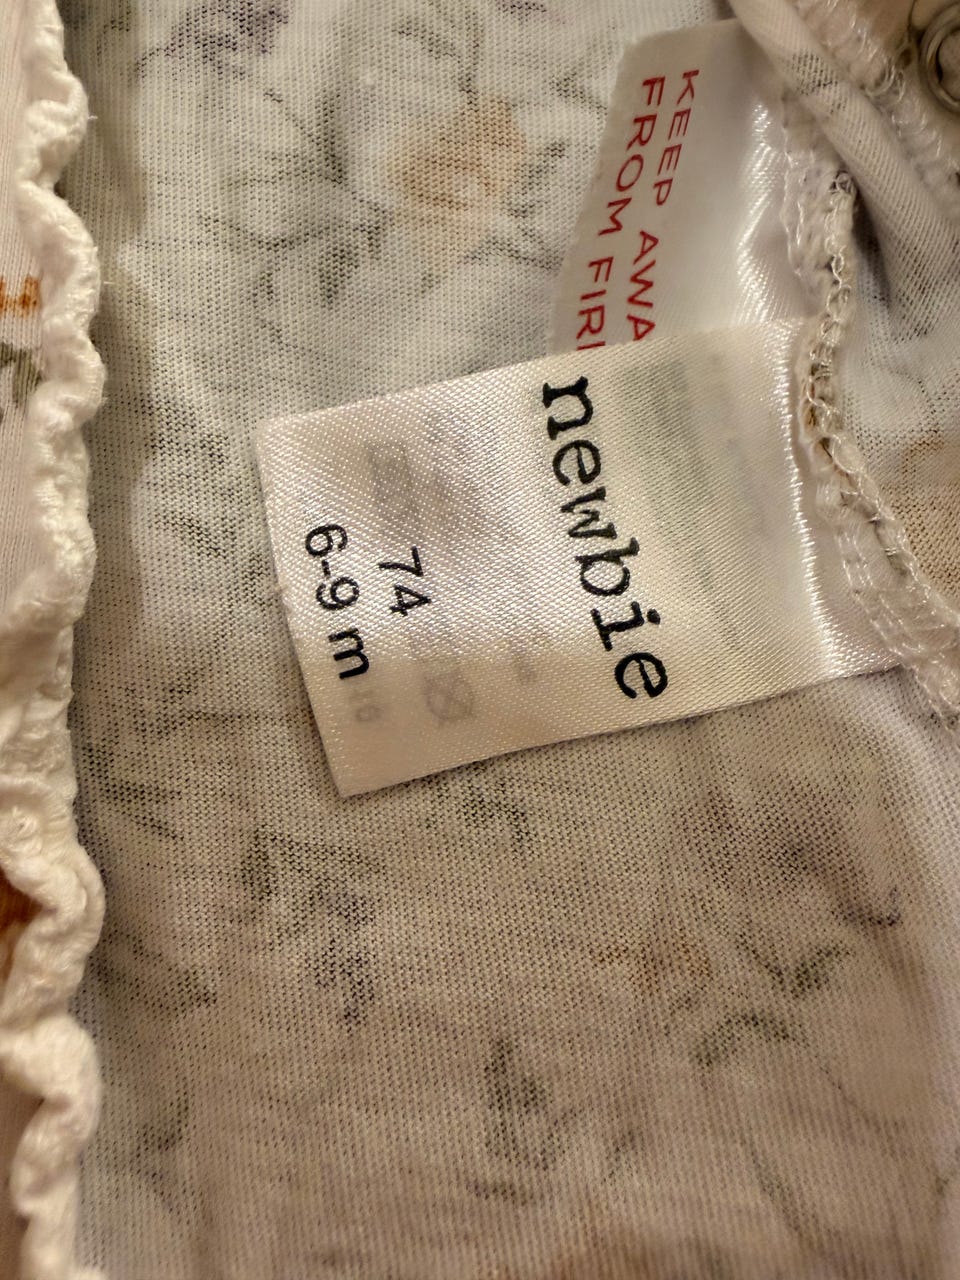 KEEP AWA
FROM FIR
newbie
74
6-9 m